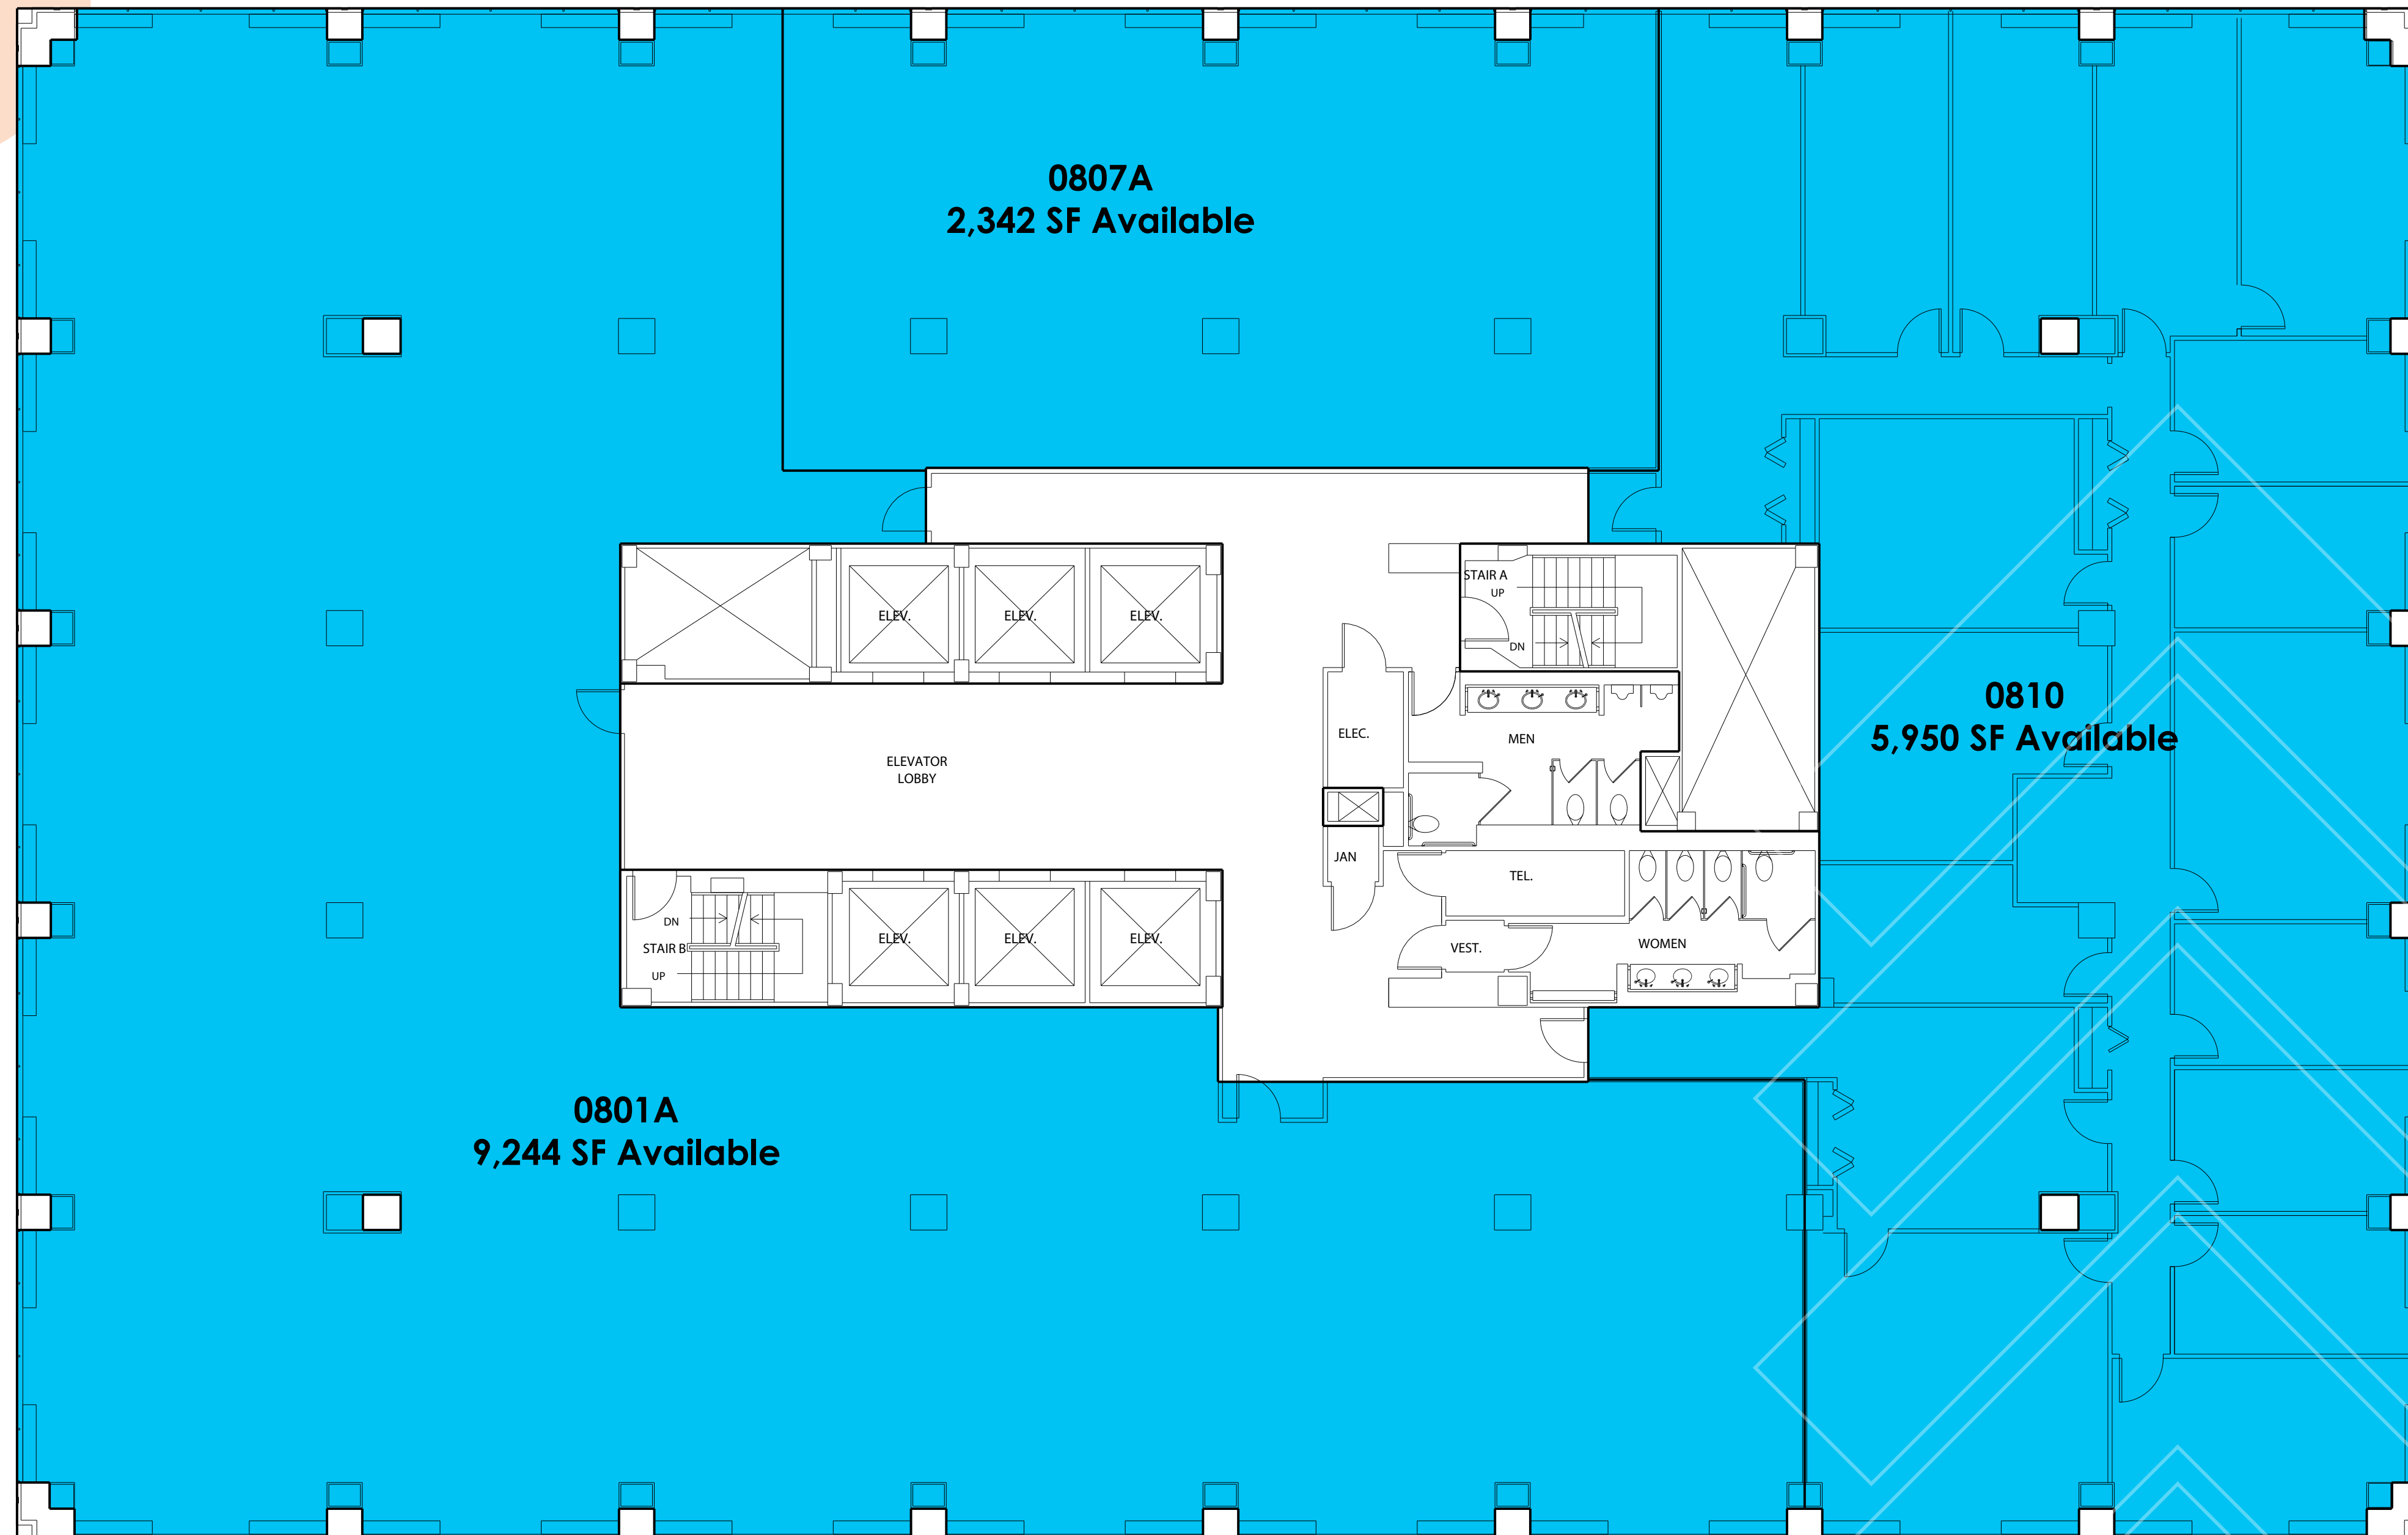 0807A
2,342 SF Available
STAIR A
UP
DN
ELEV.
ELEV.
ELEV.
ELEC.
MEN
0810
5,950 SF Available
ELEVATOR
LOBBY
JAN
TEL.
DN
STAIR B
UP
ELEV.
ELEV.
ELEV.
VEST.
WOMEN
0801A
9,244 SF Available